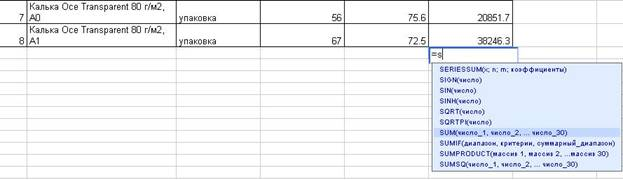 Калька Oce Transparent 80 г/м2,
7 А0 упаковка 56 75.6 20851.7
Калька Oce Transparent 80 г/м2,
8 А1 упаковка 67 72.5 38246.3
=s
SERIESSUM(x; n; m; коэффициенты)
SIGN(число)
SIN(число)
SINH(число)
SQRT(число)
SQRTPI(число)
SUM(число_1, число_2, ... число_30)
SUMIF(диапазон, критерии, суммарный_диапазон)
SUMPRODUCT(массив 1, массив 2, ...массив 30)
SUMSQ(число_1, число_2, ... число_30)